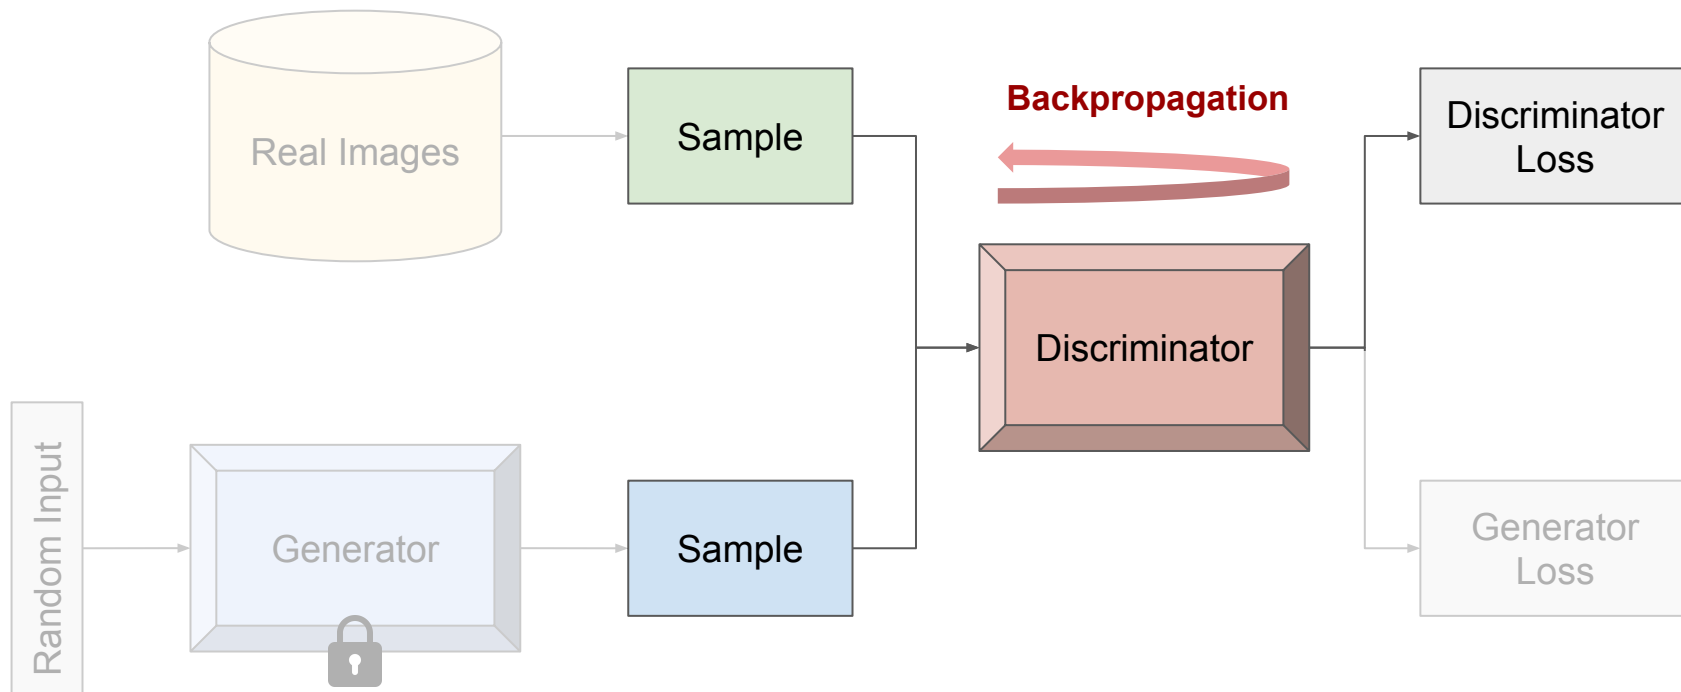 Real Images
Sample
Backpropagation
Discriminator
Loss
Discriminator
Random Input
Generator
Sample
Generator
Loss